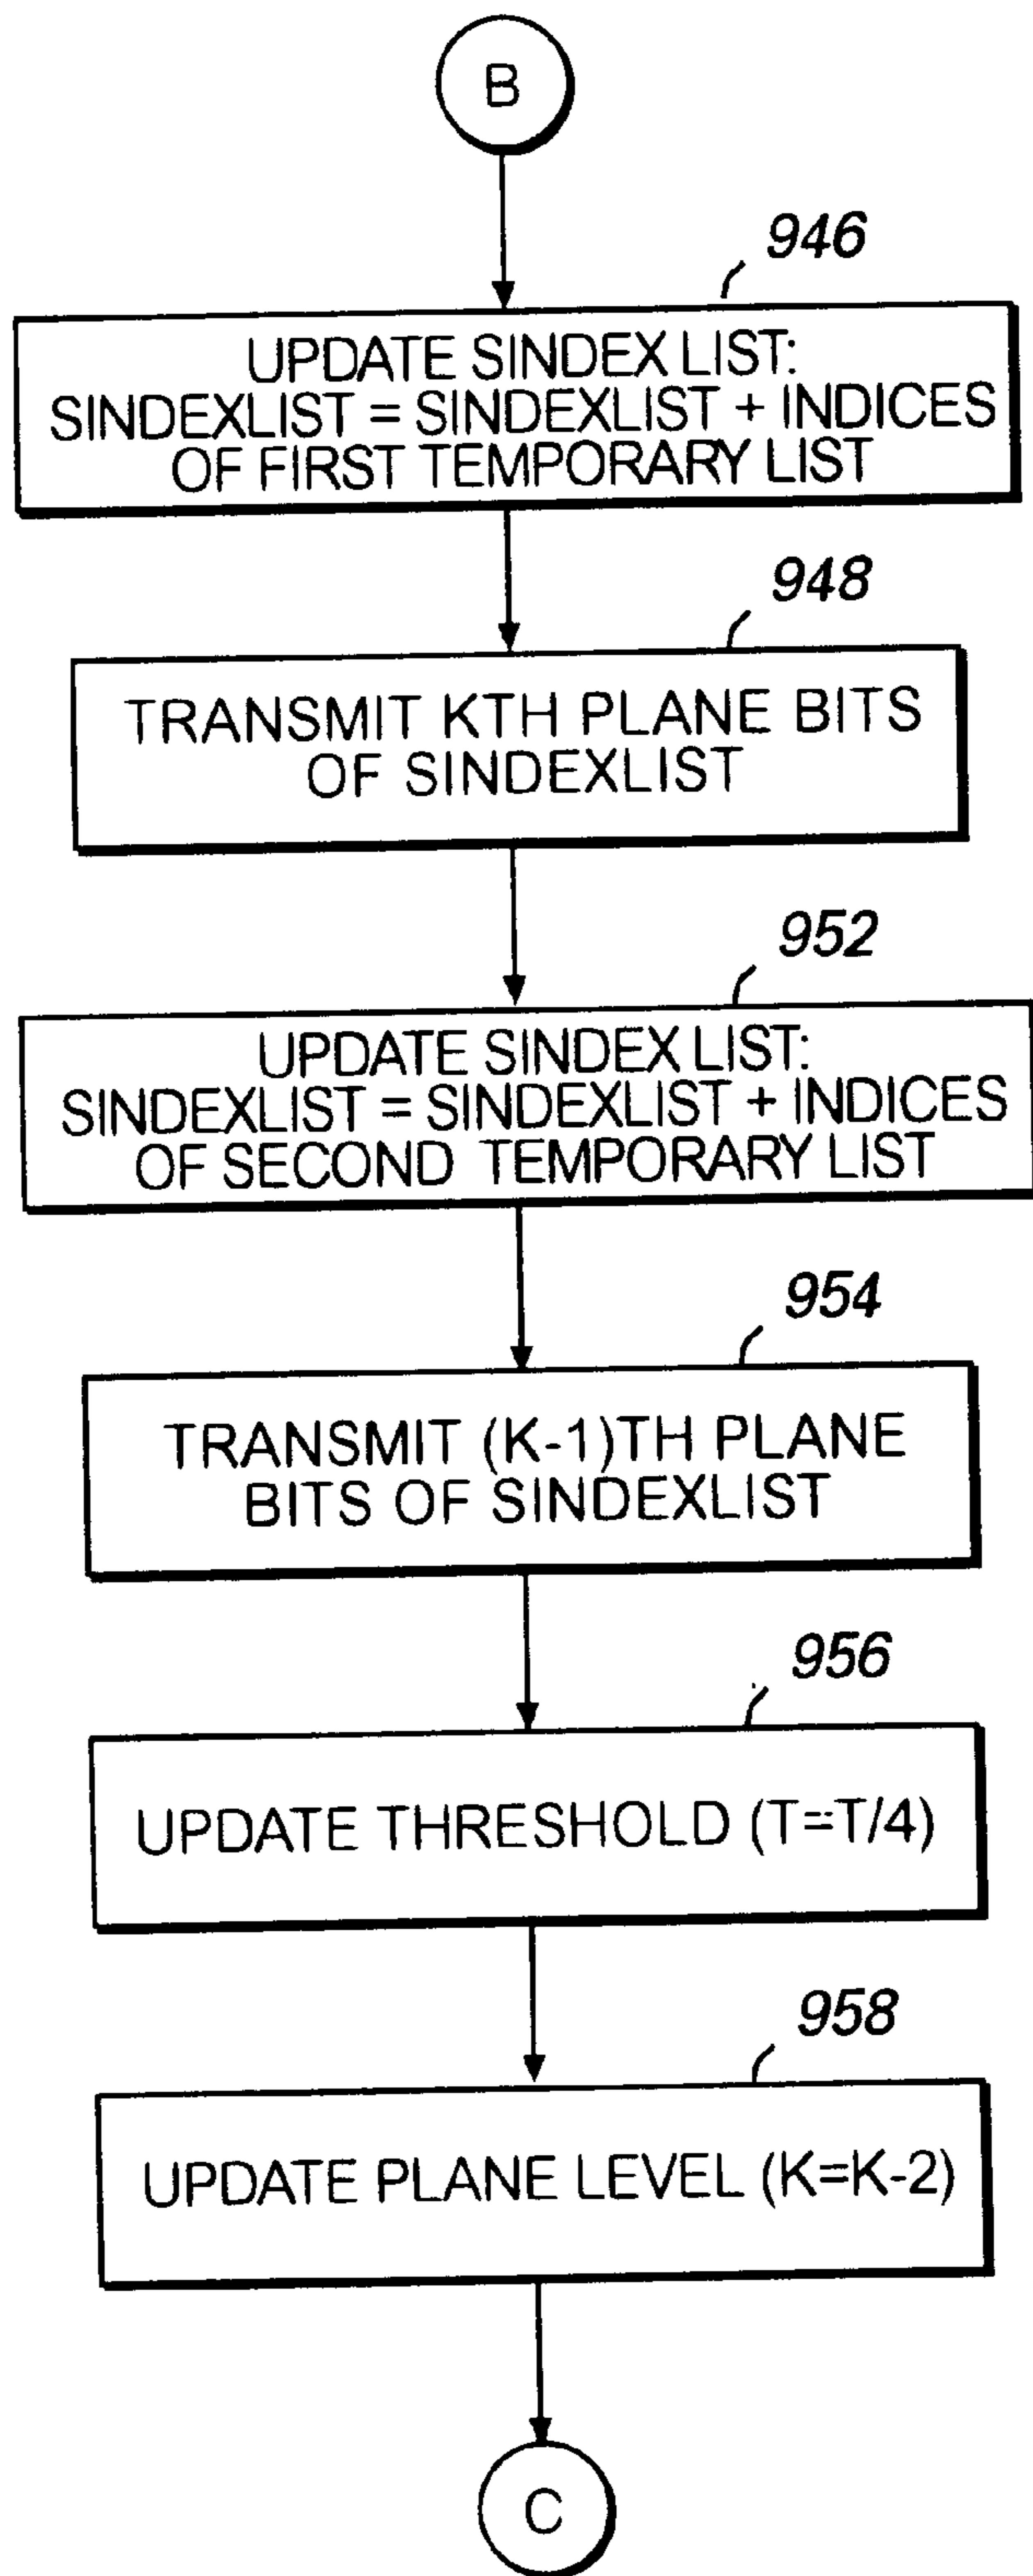 B
946
UPDATE SINDEX LIST:
SINDEXLIST = SINDEXLIST + INDICES
OF FIRST TEMPORARY LIST
948
TRANSMIT KTH PLANE BITS
OF SINDEXLIST
952
UPDATE SINDEX LIST:
SINDEXLIST = SINDEXLIST + INDICES
OF SECOND TEMPORARY LIST
954
TRANSMIT (K-1)TH PLANE
BITS OF SINDEXLIST
956
UPDATE THRESHOLD (T=T/4)
958
UPDATE PLANE LEVEL (K=K-2)
C